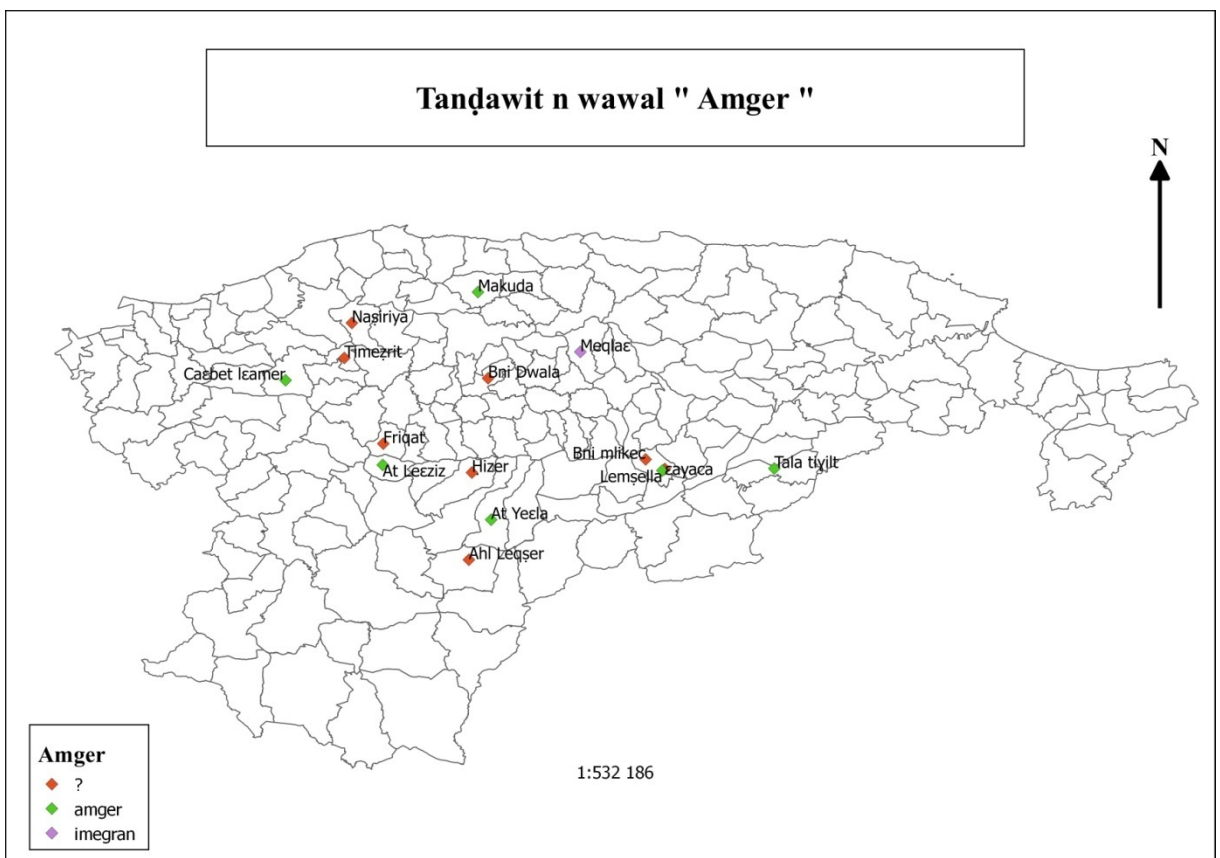 Tanḍawit n wawal " Amger "
N
Makuda
Naṣiriya
Meqlaɛ
Timeẓrit
Caɛbet lɛamer
Bni Dwala
Friqat
Bni mlikec
At Leɛziz
Hizer
Lemṣella
Ɛayaca
Tala tiɣilt
At Yeɛla
Ahl Leqṣer
1:532 186
Amger
?
amger
imegran